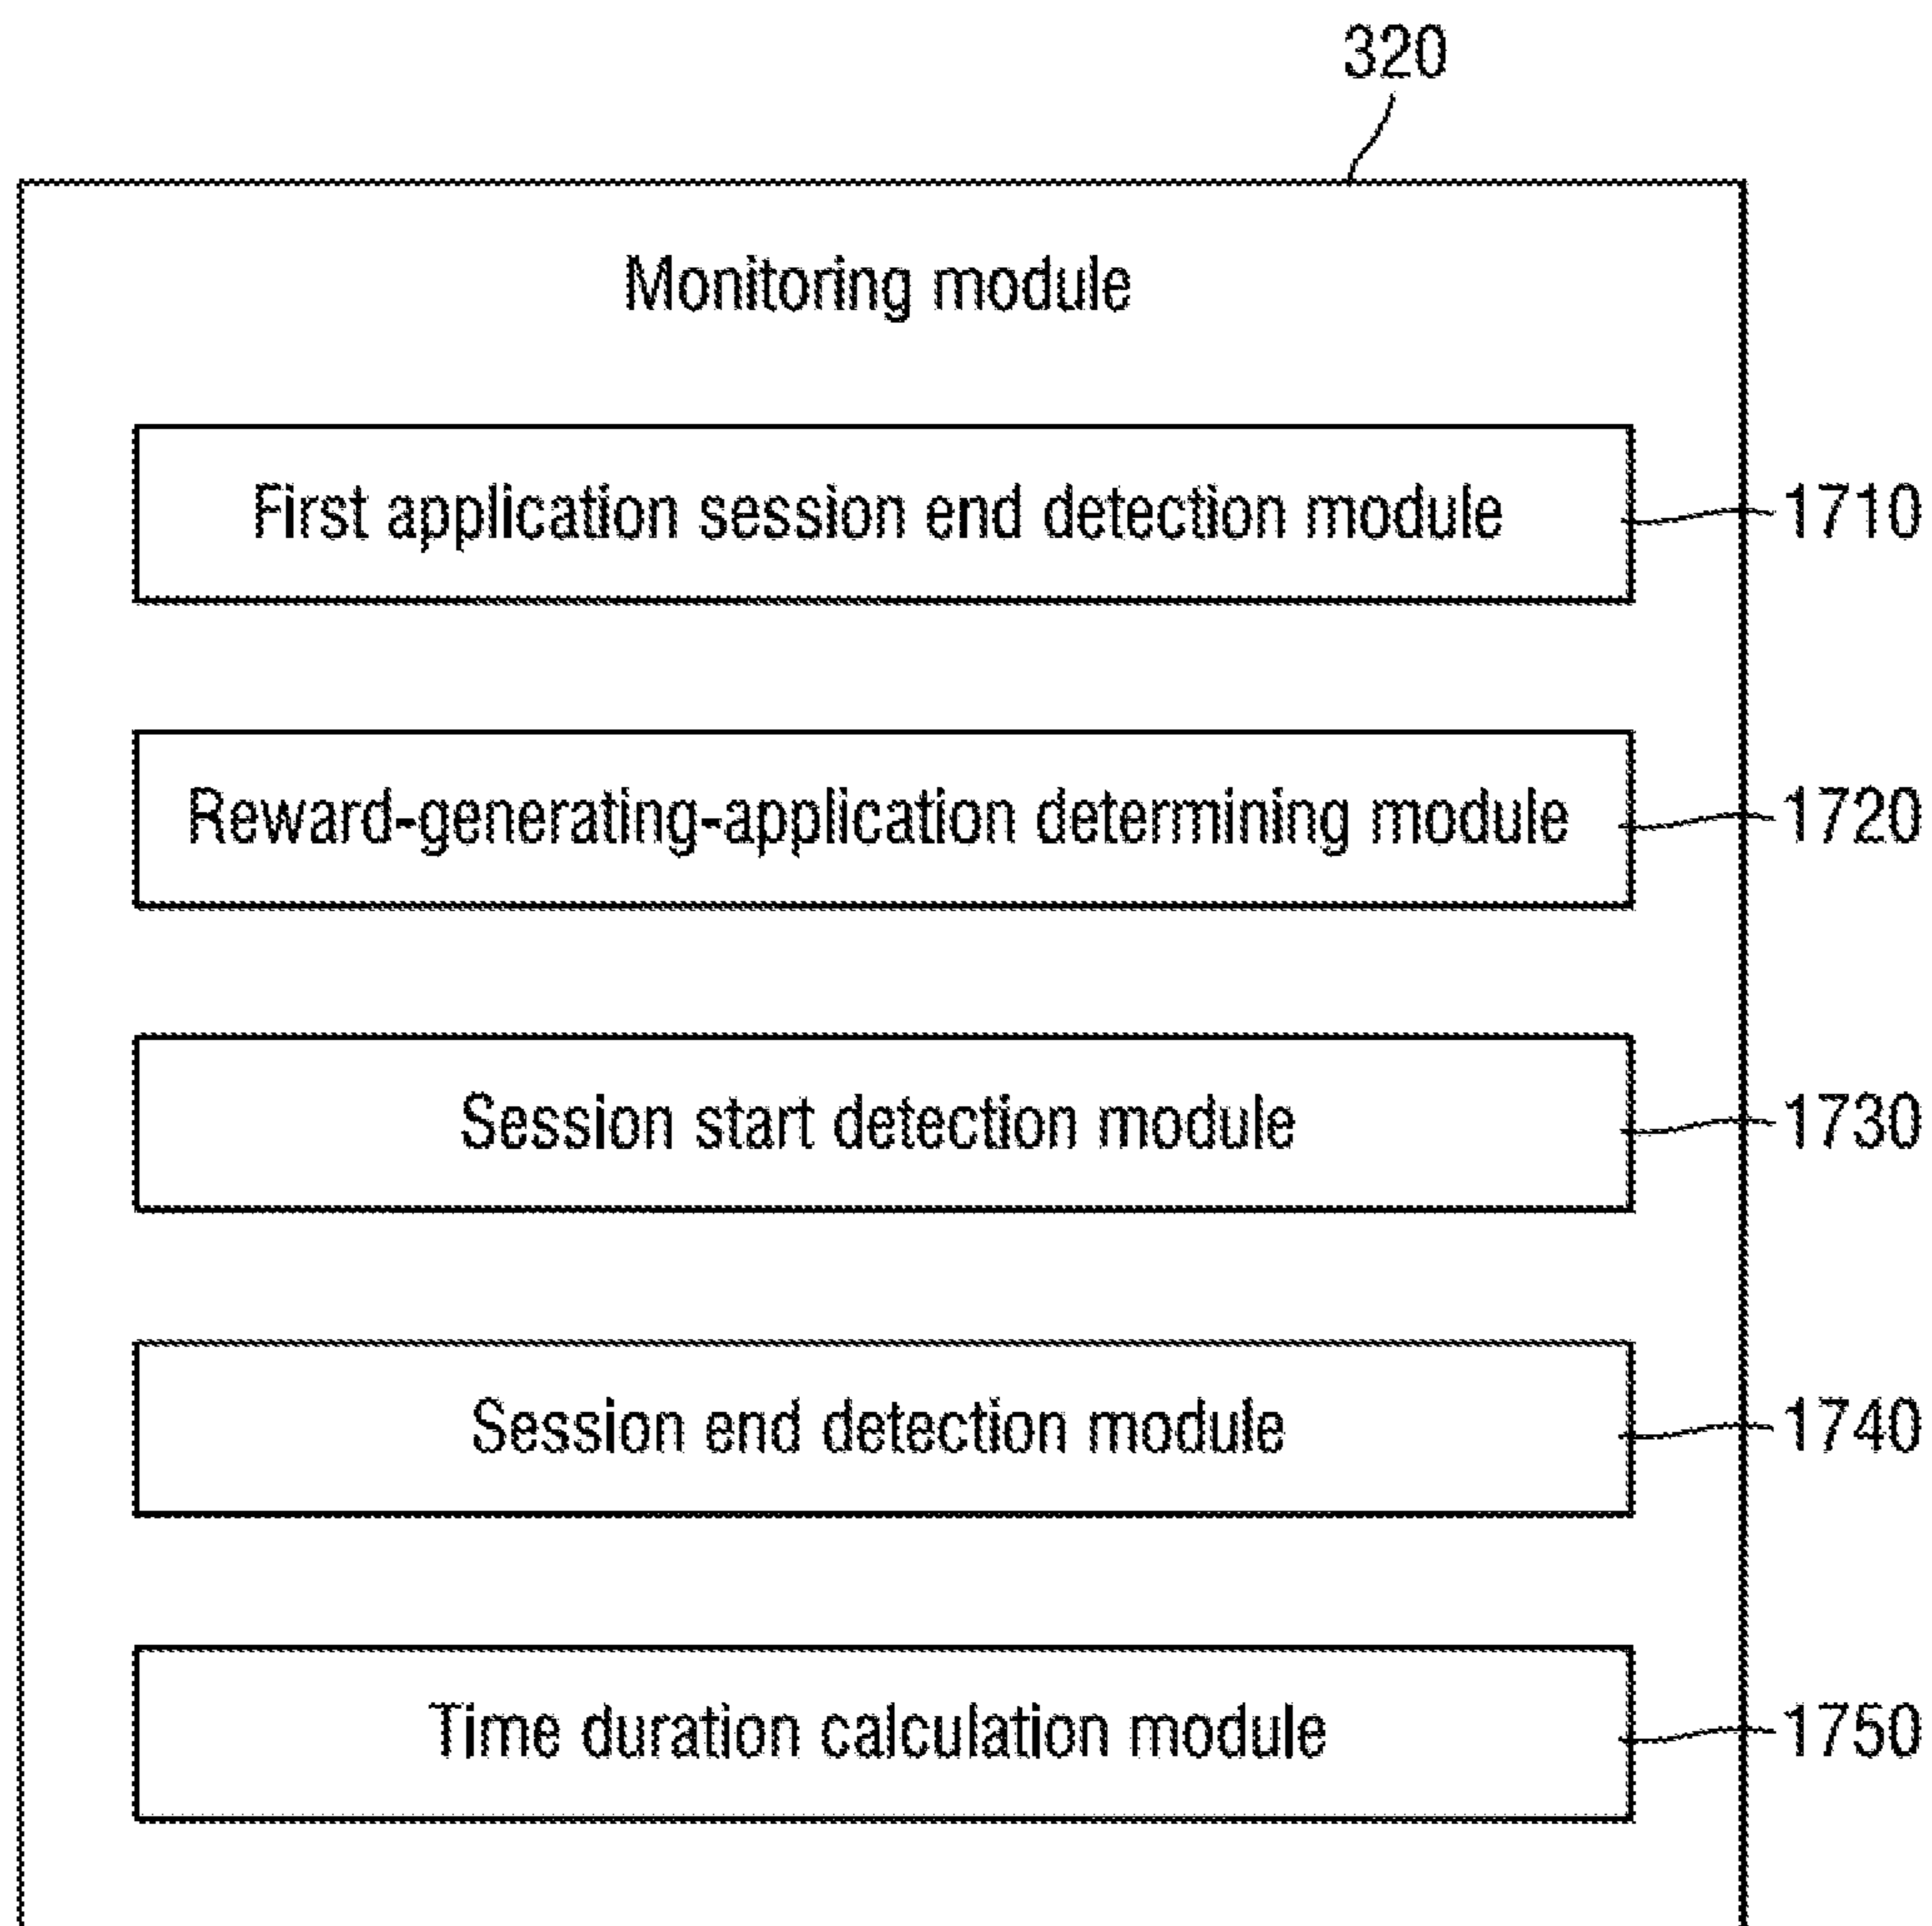 320
Monitoring module
First application session end detection module
1710
Reward-generating-application determining module
1720
Session start detection module
1730
Session end detection module
1740
Time duration calculation module
1750